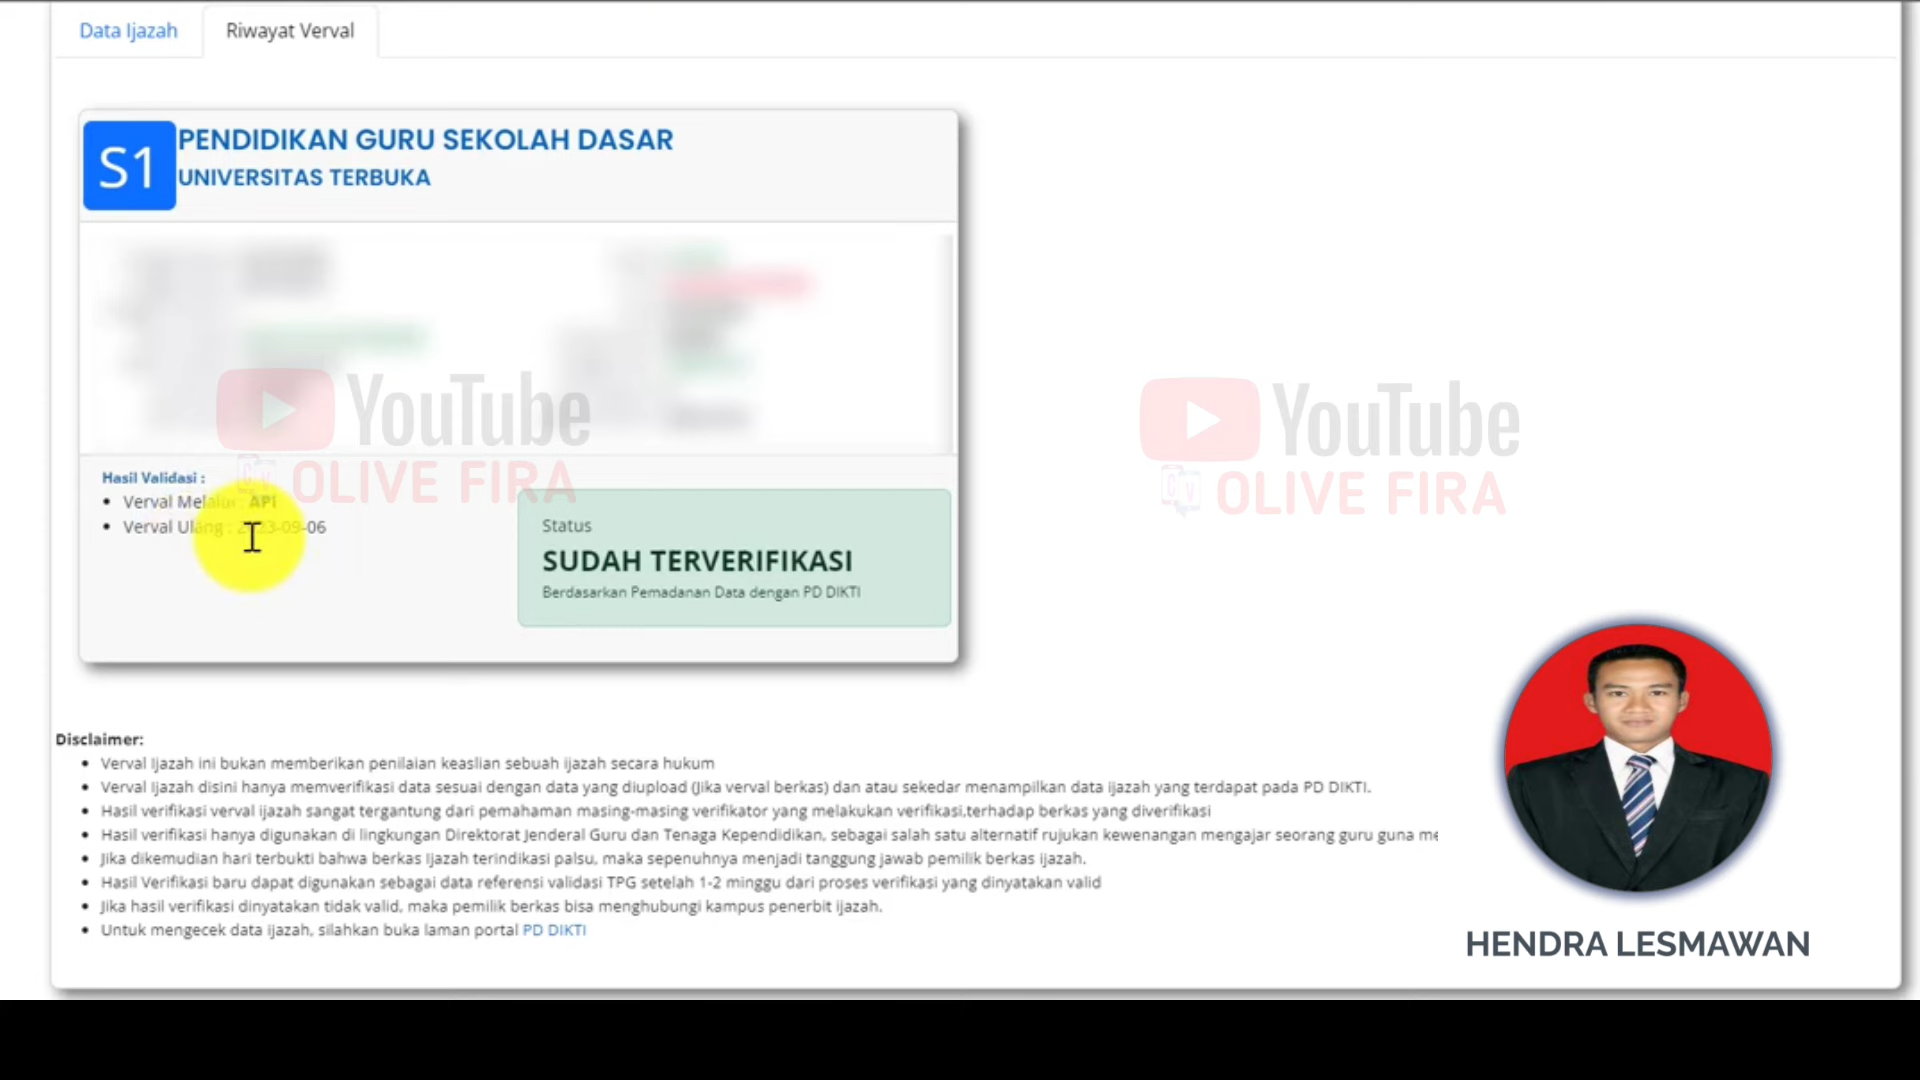 Data Ijazah
Riwayat Verval
S1
PENDIDIKAN GURU SEKOLAH DASAR
UNIVERSITAS TERBUKA
YouTube
OLIVE FIRA
YouTube
OLIVE FIRA
Hasil Validasi :
• Verval Melalui : API
• Verval Ulang : 2023-09-06
Status
SUDAH TERVERIFIKASI
Berdasarkan Pemadanan Data dengan PD DIKTI
Disclaimer:
• Verval Ijazah ini bukan memberikan penilaian keaslian sebuah ijazah secara hukum
• Verval Ijazah disini hanya memverifikasi data sesuai dengan data yang diupload (Jika verval berkas) dan atau sekedar menampilkan data ijazah yang terdapat pada PD DIKTI.
• Hasil verifikasi verval ijazah sangat tergantung dari pemahaman masing-masing verifikator yang melakukan verifikasi,terhadap berkas yang diverifikasi
• Hasil verifikasi hanya digunakan di lingkungan Direktorat Jenderal Guru dan Tenaga Kependidikan, sebagai salah satu alternatif rujukan kewenangan mengajar seorang guru guna me
• Jika dikemudian hari terbukti bahwa berkas Ijazah terindikasi palsu, maka sepenuhnya menjadi tanggung jawab pemilik berkas ijazah.
• Hasil Verifikasi baru dapat digunakan sebagai data referensi validasi TPG setelah 1-2 minggu dari proses verifikasi yang dinyatakan valid
• Jika hasil verifikasi dinyatakan tidak valid, maka pemilik berkas bisa menghubungi kampus penerbit ijazah.
• Untuk mengecek data ijazah, silahkan buka laman portal PD DIKTI
HENDRA LESMAWAN